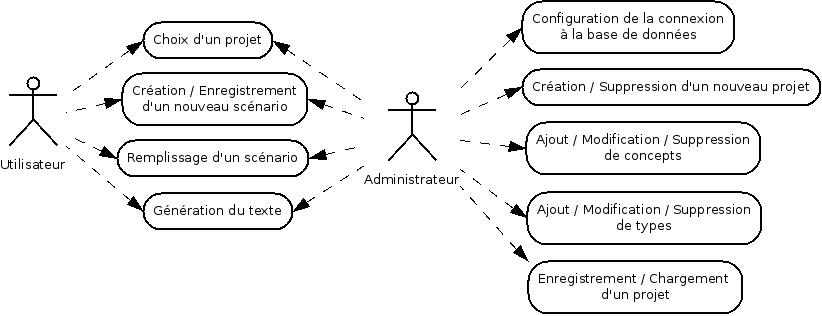 Utilisateur
Choix d'un projet
Création / Enregistrement
d'un nouveau scénario
Remplissage d'un scénario
Génération du texte
Administrateur
Configuration de la connexion
à la base de données
Création / Suppression d'un nouveau projet
Ajout / Modification / Suppression
de concepts
Ajout / Modification / Suppression
de types
Enregistrement / Chargement
d'un projet